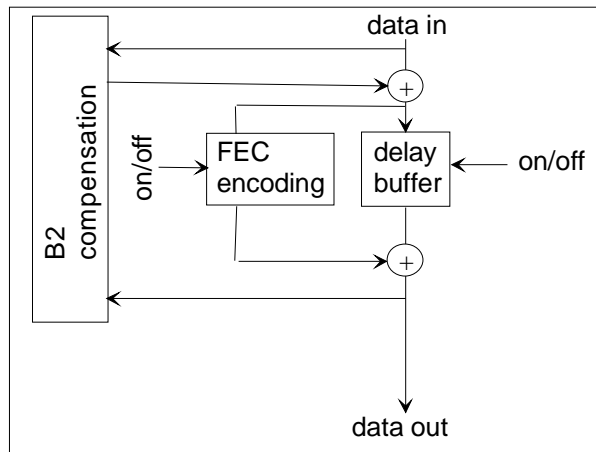 data in
+
B2
compensation
on/off
FEC
encoding
delay
buffer
on/off
+
data out